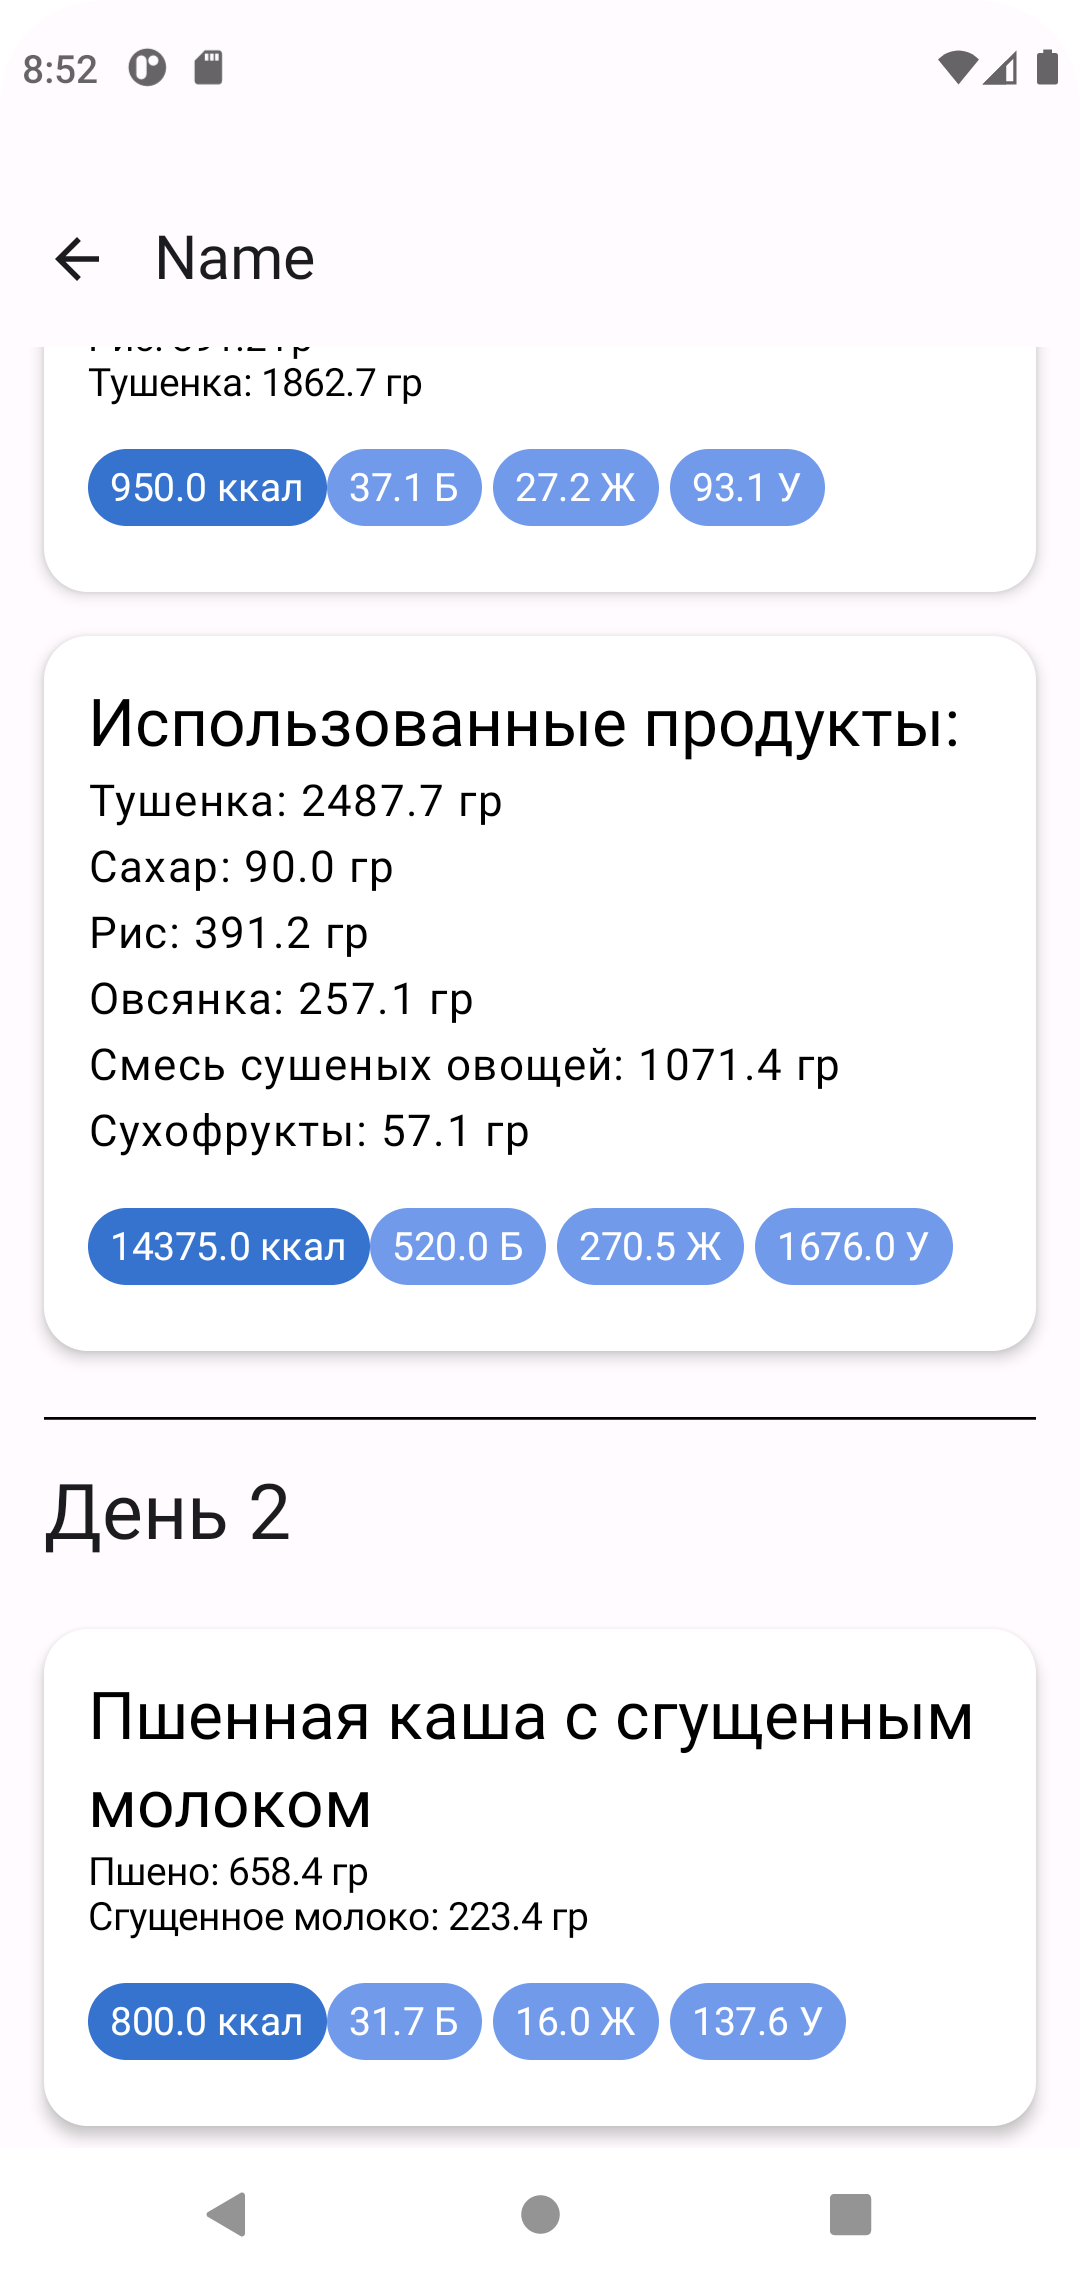 8:52
Name
Тушенка: 1862.7 гр
950.0 ккал 37.1 Б 27.2 Ж 93.1 У
Использованные продукты:
Тушенка: 2487.7 гр
Сахар: 90.0 гр
Рис: 391.2 гр
Овсянка: 257.1 гр
Смесь сушеных овощей: 1071.4 гр
Сухофрукты: 57.1 гр
14375.0 ккал 520.0 Б 270.5 Ж 1676.0 У
День 2
Пшенная каша с сгущенным
молоком
Пшено: 658.4 гр
Сгущенное молоко: 223.4 гр
800.0 ккал 31.7 Б 16.0 Ж 137.6 У